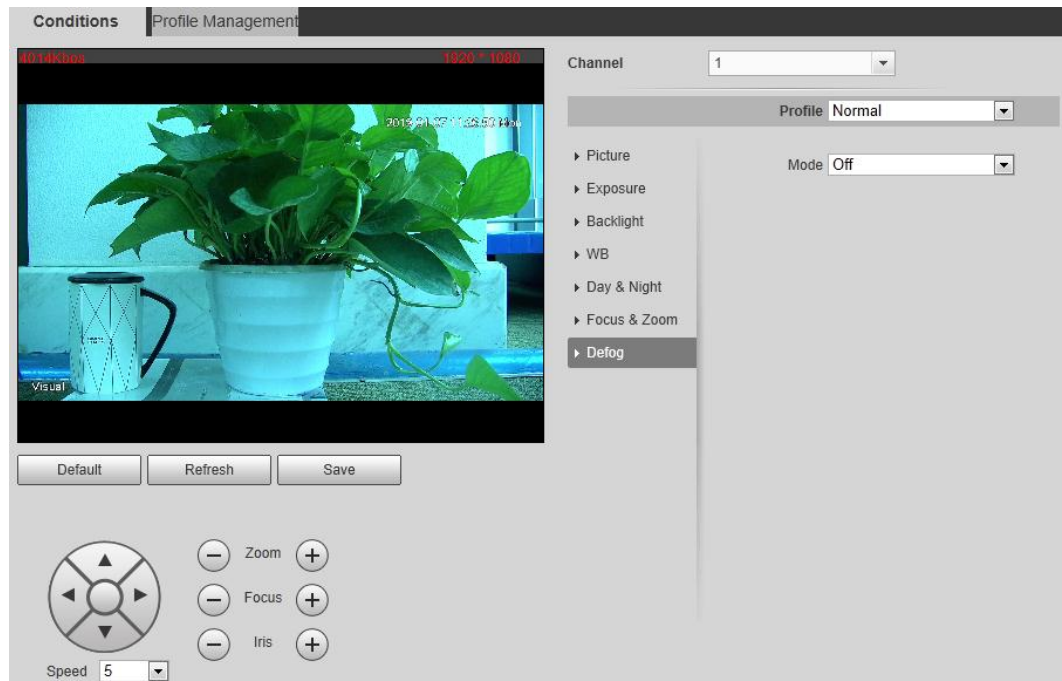 Conditions
Profile Management
4014Kbps
1920 * 1080
Visual
Default
Refresh
Save
Zoom
Focus
Iris
Speed
5
Channel
1
Profile
Normal
Picture
Exposure
Backlight
WB
Day & Night
Focus & Zoom
Defog
Mode
Off